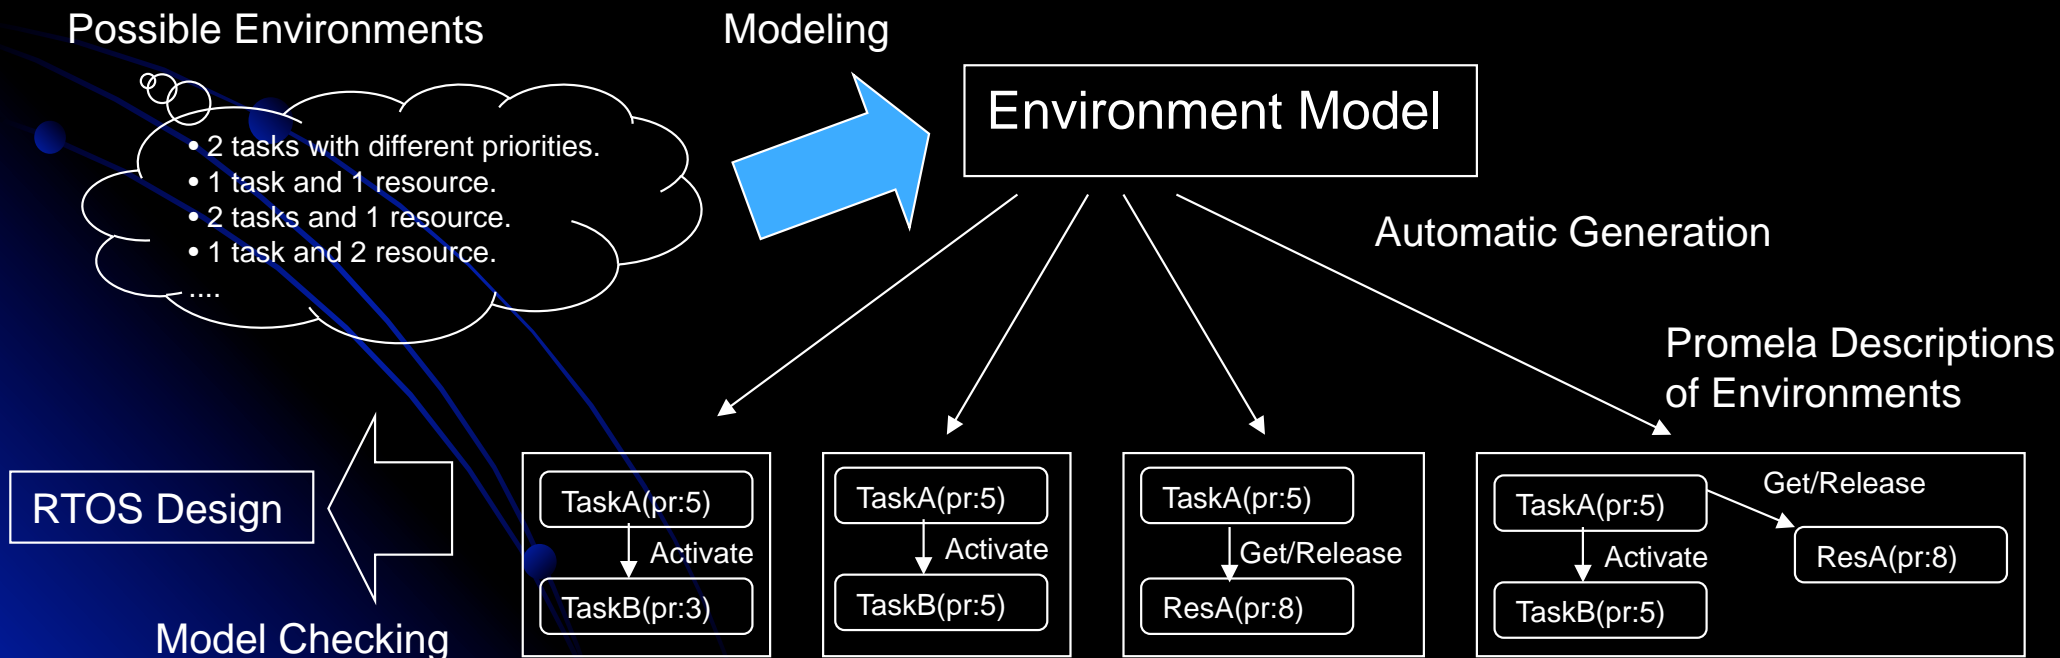 Possible Environments
Modeling
• 2 tasks with different priorities.
• 1 task and 1 resource.
• 2 tasks and 1 resource.
• 1 task and 2 resource.
....
Environment Model
Automatic Generation
Promela Descriptions
of Environments
RTOS Design
Model Checking
TaskA(pr:5)
Activate
TaskB(pr:3)
TaskA(pr:5)
Activate
TaskB(pr:5)
TaskA(pr:5)
Get/Release
ResA(pr:8)
TaskA(pr:5)
Get/Release
Activate
ResA(pr:8)
TaskB(pr:5)